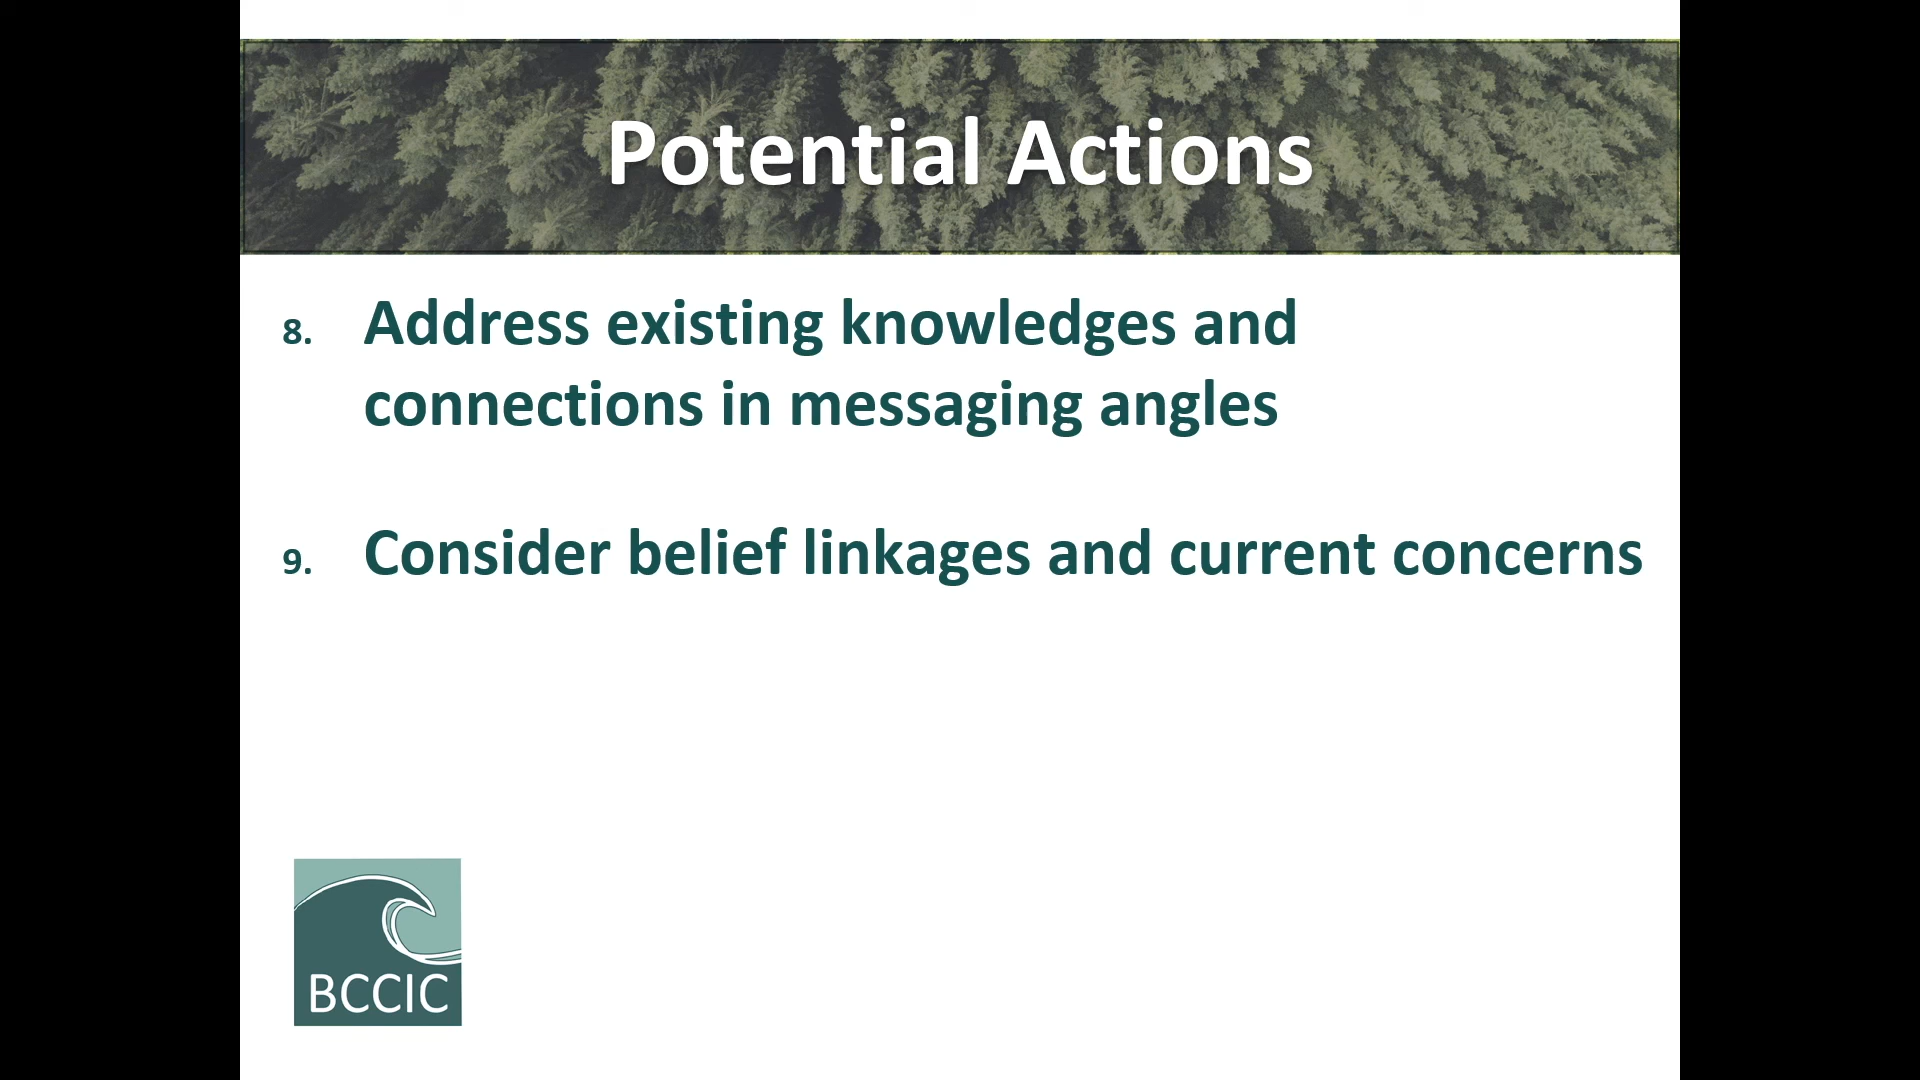 Potential Actions
8. Address existing knowledges and
connections in messaging angles
9. Consider belief linkages and current concerns
BCCIC